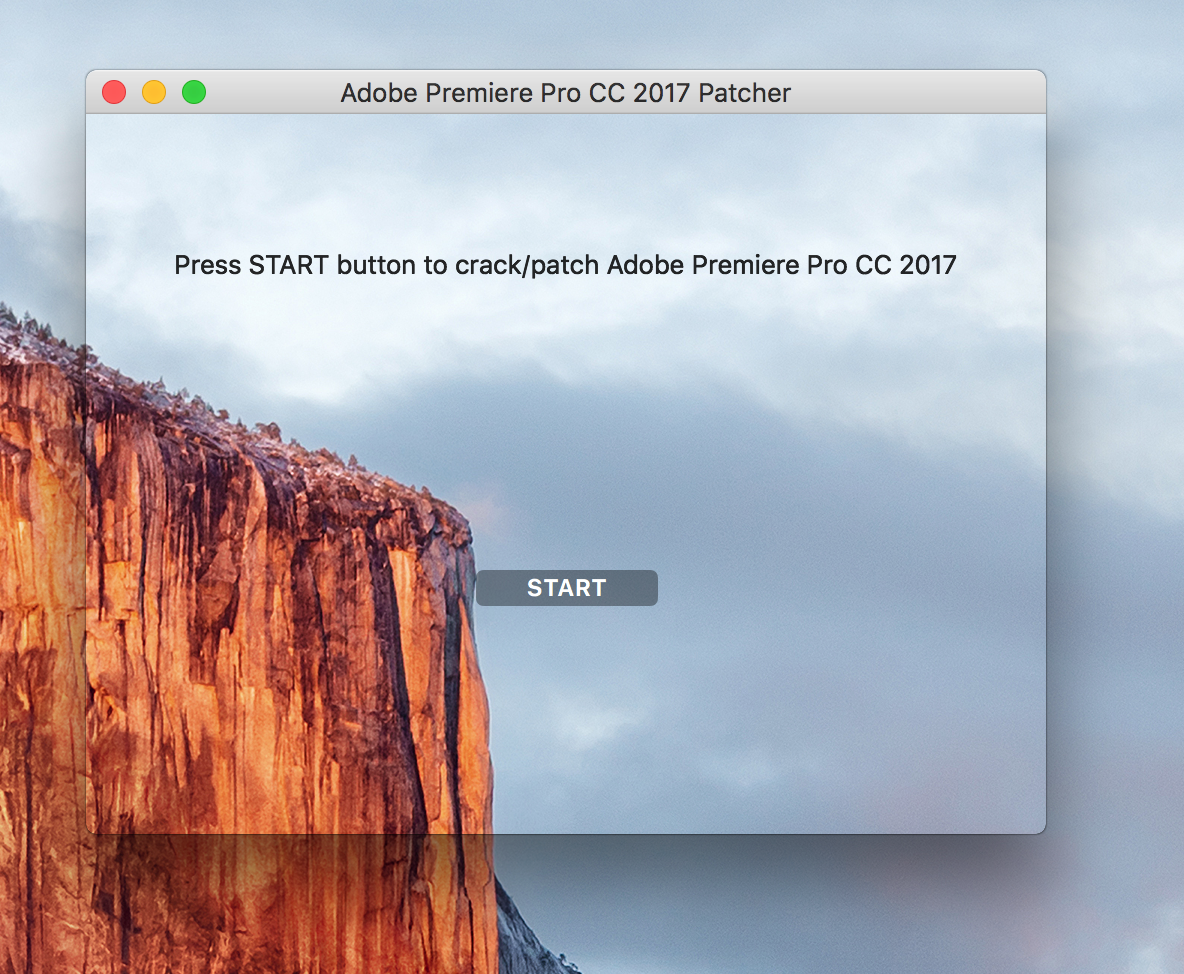 Adobe Premiere Pro CC 2017 Patcher
Press START button to crack/patch Adobe Premiere Pro CC 2017
START